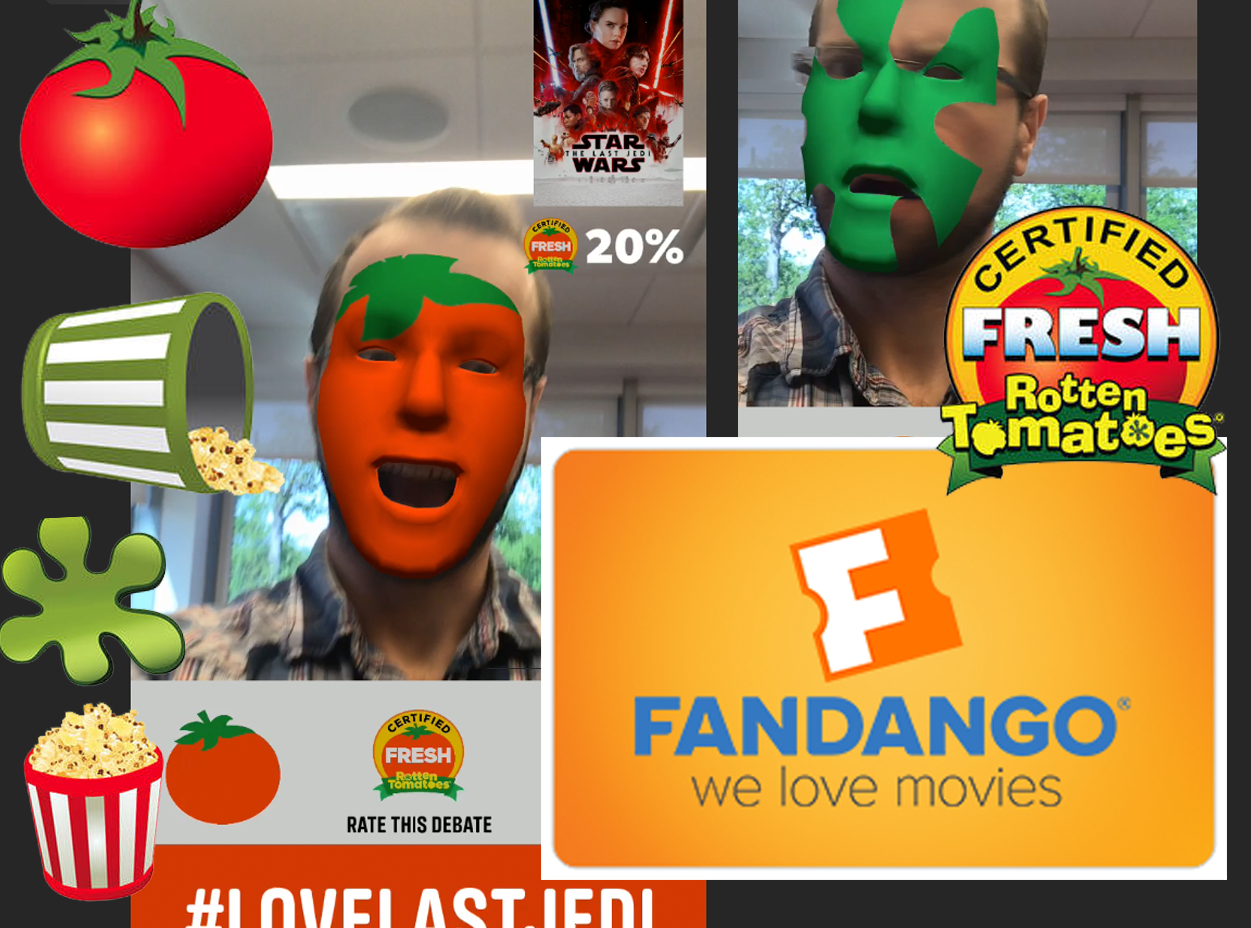 STAR
THE LAST JEDI
WARS
CERTIFIED
FRESH
Rotten
Tomatoes
20%
CERTIFIED
FRESH
Rotten
Tomatoes®
FANDANGO®
we love movies
CERTIFIED
FRESH
Rotten
Tomatoes
RATE THIS DEBATE
#LOVELASTJEDI